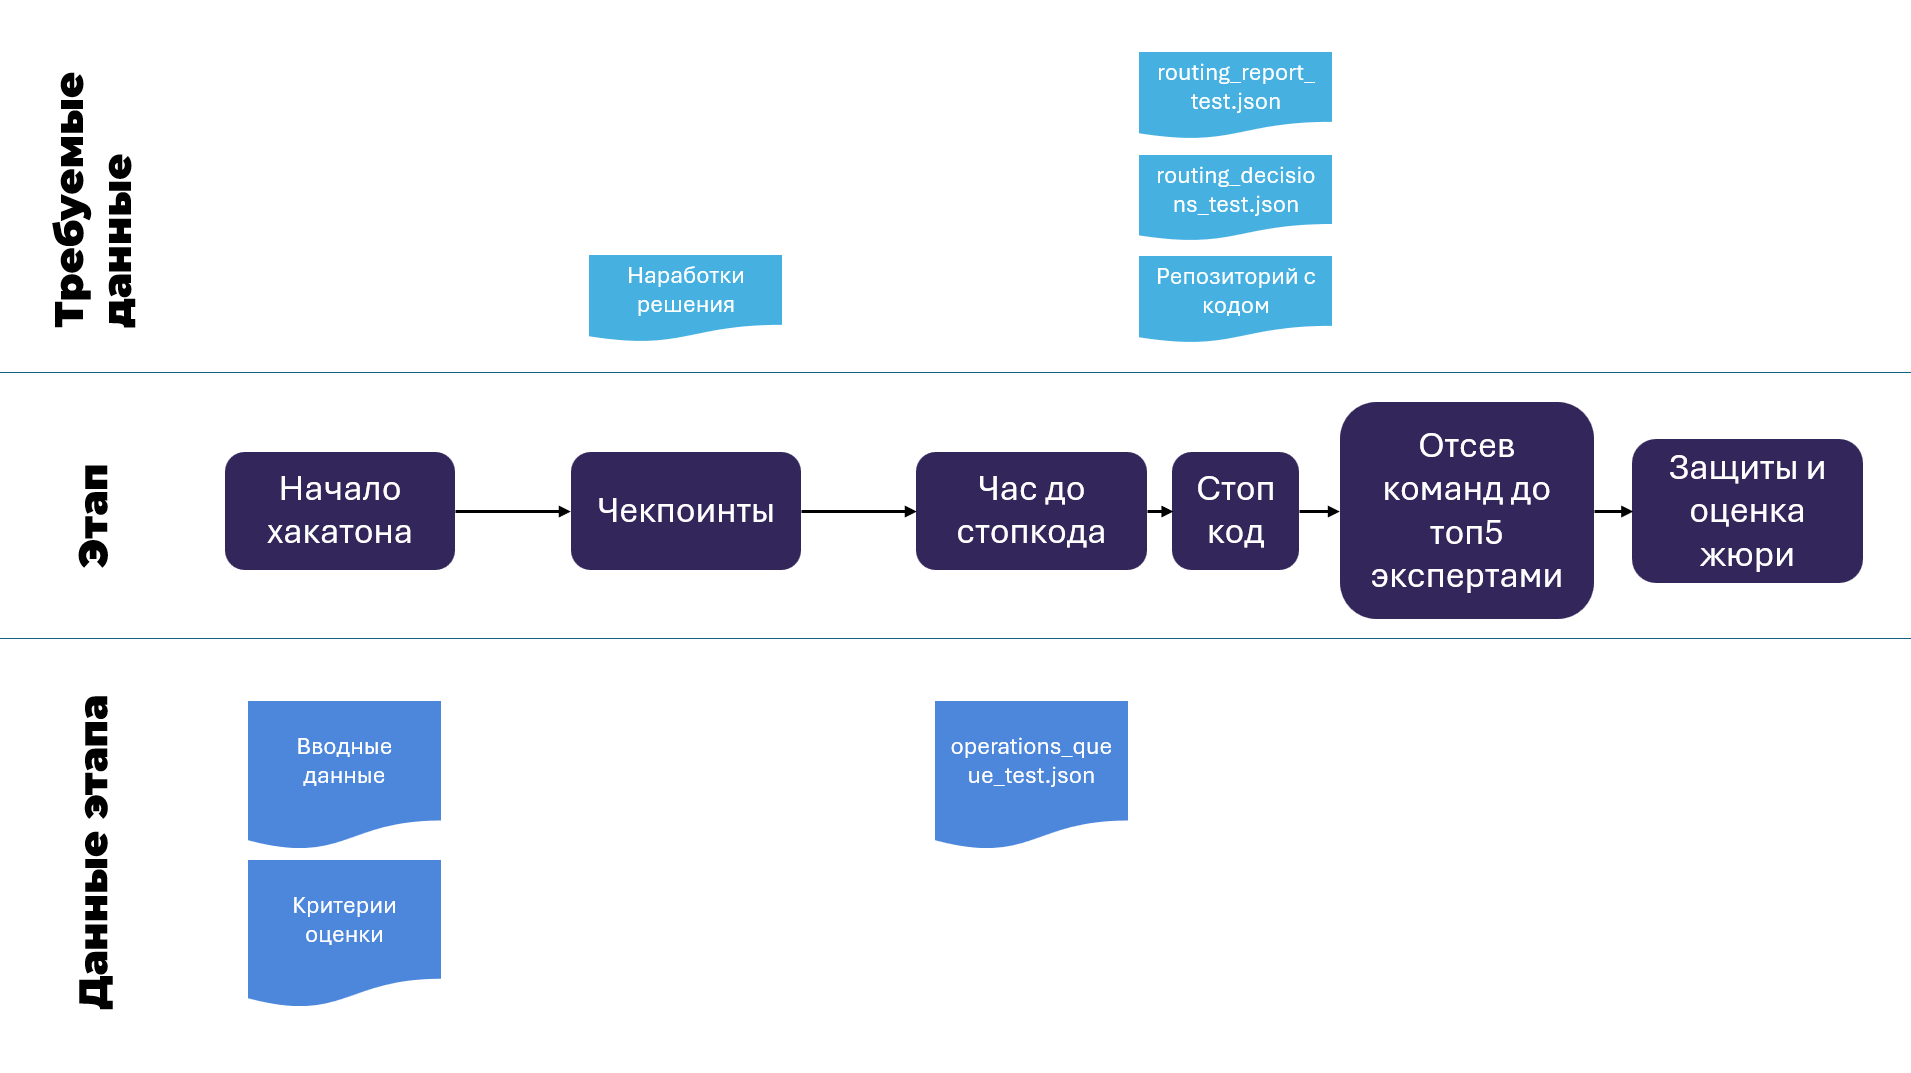 Требуемые
данные
routing_report_
test.json
routing_decisio
ns_test.json
Наработки
решения
Репозиторий с
кодом
Этап
Начало
хакатона
Чекпоинты
Час до
стопкода
Стоп
код
Отсев
команд до
топ5
экспертами
Защиты и
оценка
жюри
Данные этапа
Вводные
данные
operations_que
ue_test.json
Критерии
оценки